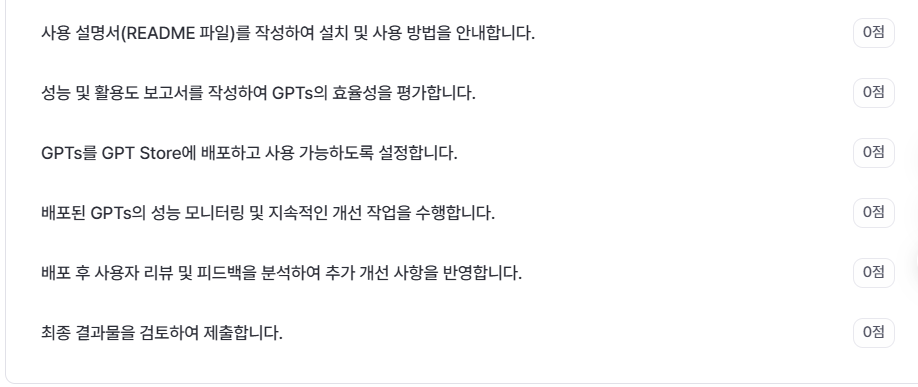 사용 설명서(README 파일)를 작성하여 설치 및 사용 방법을 안내합니다. 0점
성능 및 활용도 보고서를 작성하여 GPTs의 효율성을 평가합니다. 0점
GPTs를 GPT Store에 배포하고 사용 가능하도록 설정합니다. 0점
배포된 GPTs의 성능 모니터링 및 지속적인 개선 작업을 수행합니다. 0점
배포 후 사용자 리뷰 및 피드백을 분석하여 추가 개선 사항을 반영합니다. 0점
최종 결과물을 검토하여 제출합니다. 0점